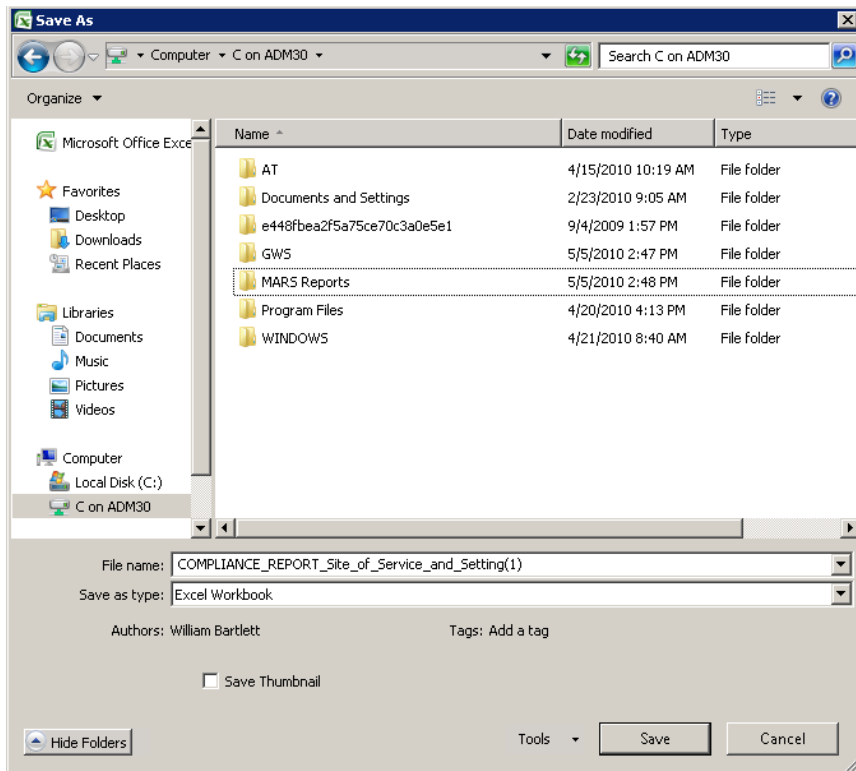 Save As
Computer C on ADM30 Search C on ADM30
Organize
Microsoft Office Exce
Favorites
Desktop
Downloads
Recent Places
Libraries
Documents
Music
Pictures
Videos
Computer
Local Disk (C:)
C on ADM30
Name Date modified Type
AT 4/15/2010 10:19 AM File folder
Documents and Settings 2/23/2010 9:05 AM File folder
e448fbea2f5a75ce70c3a0e5e1 9/4/2009 1:57 PM File folder
GWS 5/5/2010 2:47 PM File folder
MARS Reports 5/5/2010 2:48 PM File folder
Program Files 4/20/2010 4:13 PM File folder
WINDOWS 4/21/2010 8:40 AM File folder
File name: COMPLIANCE_REPORT_Site_of_Service_and_Setting(1)
Save as type: Excel Workbook
Authors: William Bartlett Tags: Add a tag
Save Thumbnail
Hide Folders Tools Save Cancel